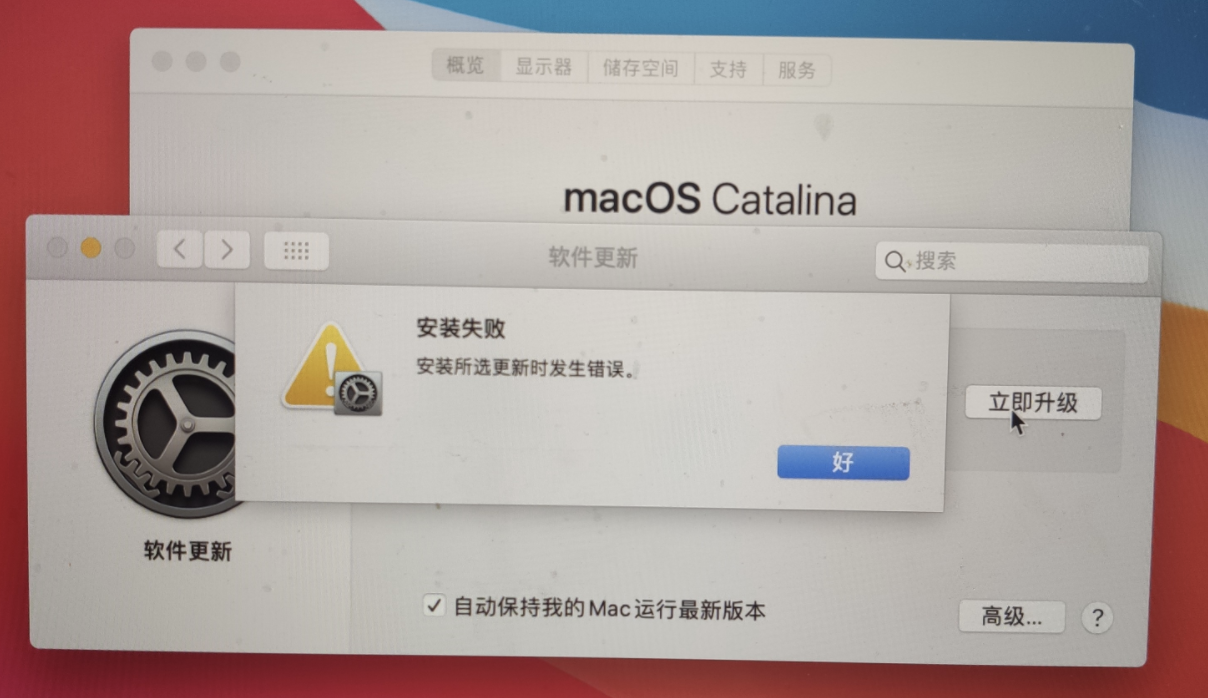 概览 显示器 储存空间 支持 服务
macOS Catalina
软件更新
搜索
安装失败
安装所选更新时发生错误。
立即升级
好
软件更新
自动保持我的Mac运行最新版本
高级...
?